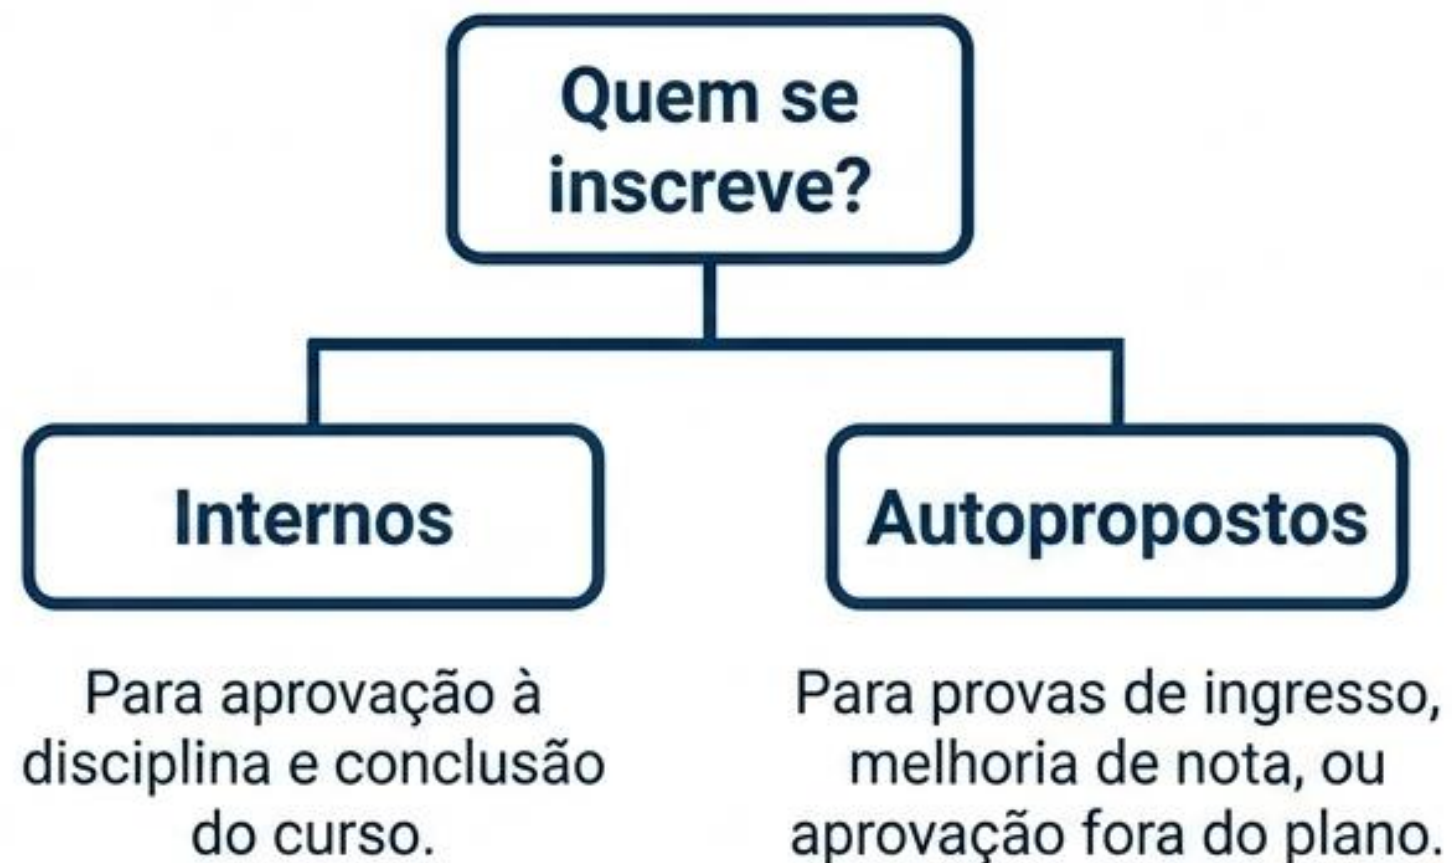 Quem se
inscreve?
Internos
Para aprovação à
disciplina e conclusão
do curso.
Autopropostos
Para provas de ingresso,
melhoria de nota, ou
aprovação fora do plano.